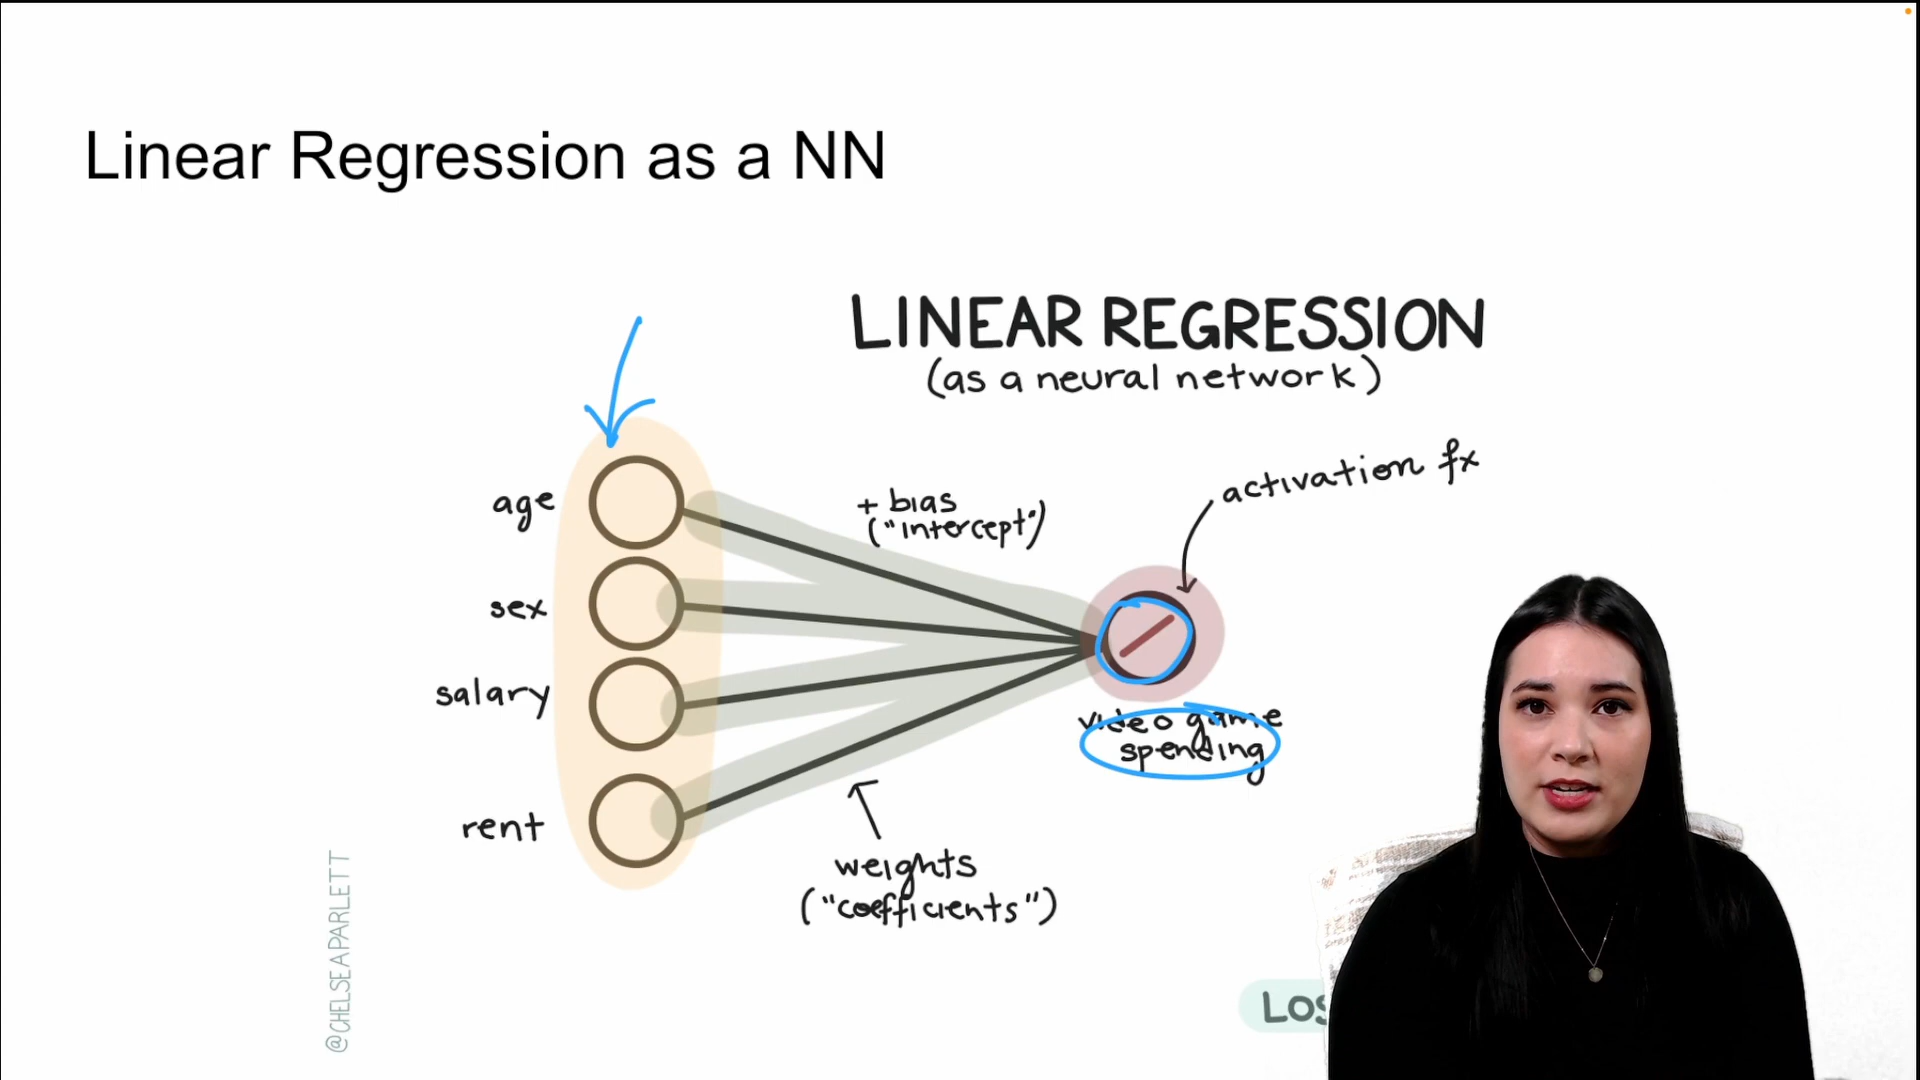 Linear Regression as a NN
LINEAR REGRESSION
(as a neural network)
activation fx
+ bias
("intercept")
age
sex
salary
rent
video game
spending
weights
("coefficients")
@CHELSEAPARLETT
LOS